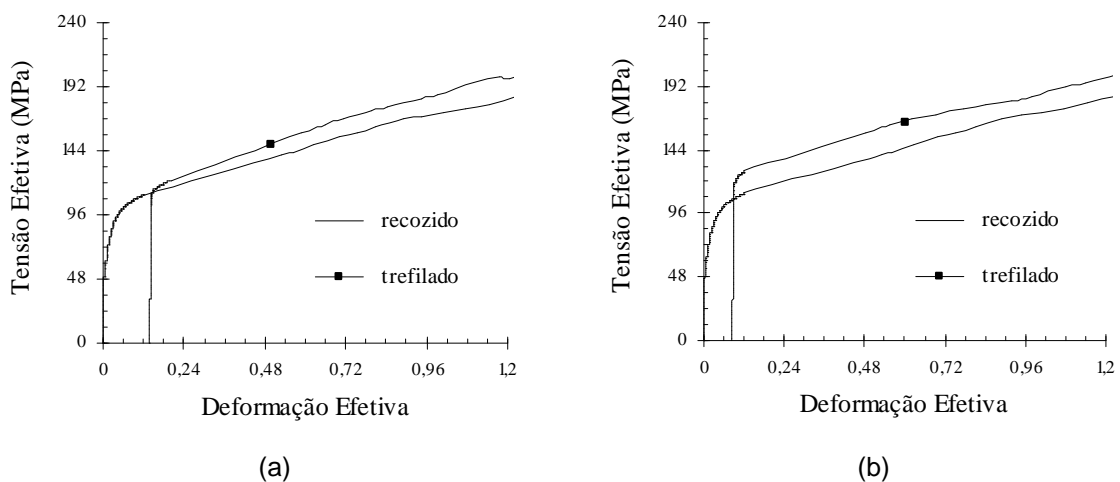 240
192
144
96
48
0
Tensão Efetiva (MPa)
0 0,24 0,48 0,72 0,96 1,2
Deformação Efetiva
recozido
trefilado
(a)
240
192
144
96
48
0
Tensão Efetiva (MPa)
0 0,24 0,48 0,72 0,96 1,2
Deformação Efetiva
recozido
trefilado
(b)